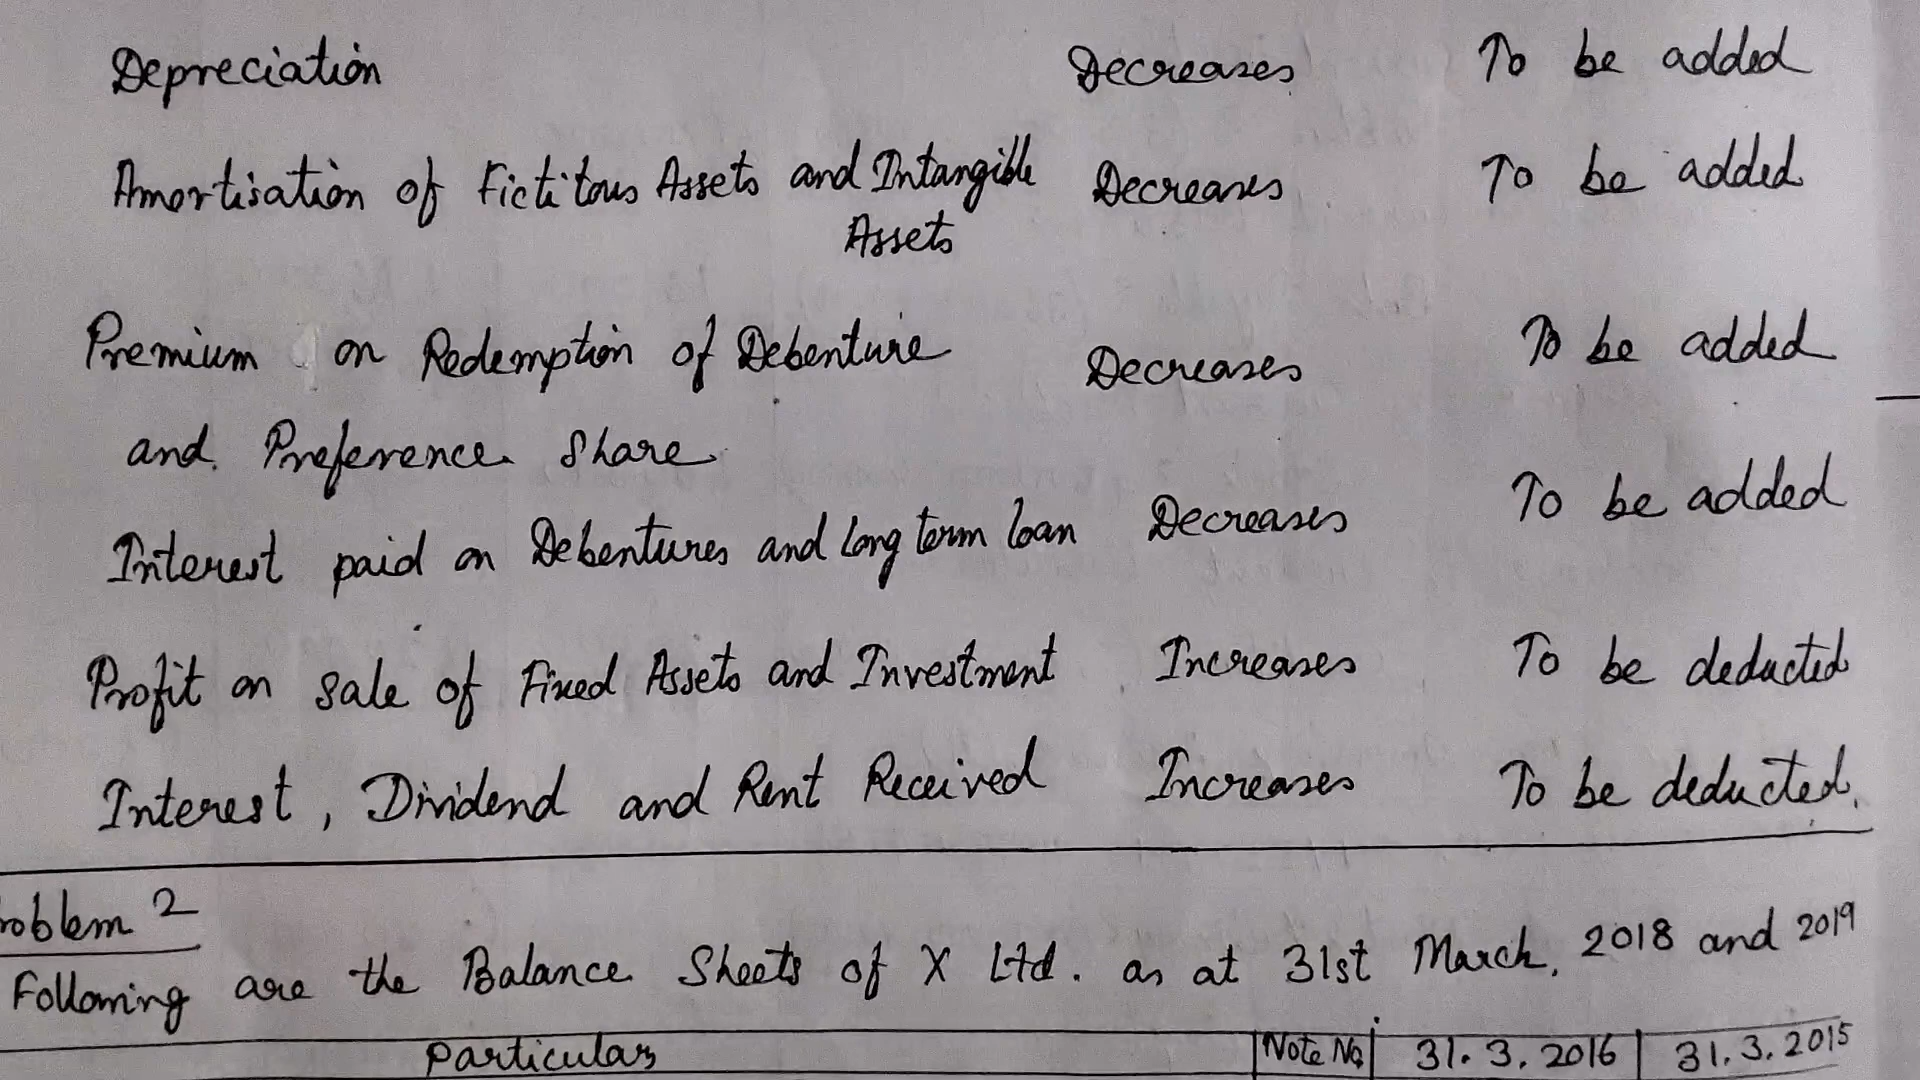 Depreciation Decreases To be added
Amortisation of Fictitous Assets and Intangible Decreases To be added
Assets
Premium on Redemption of Debenture Decreases To be added
and Preference Share
Interest paid on Debentures and long term loan Decreases To be added
Profit on sale of Fixed Assets and Investment Increases To be deducted
Interest, Dividend and Rent Received Increases To be deducted.
roblem 2
Following are the Balance Sheets of X Ltd. as at 31st March, 2018 and 2019
Particulars Note No 31.3.2016 31.3.2015